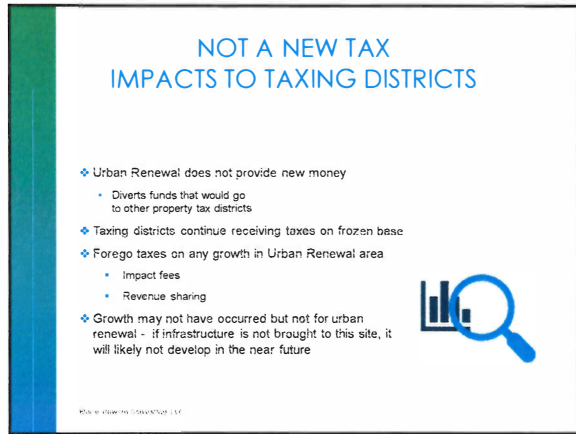 NOT A NEW TAX
IMPACTS TO TAXING DISTRICTS
❖ Urban Renewal does not provide new money
▪ Diverts funds that would go
to other property tax districts
❖ Taxing districts continue receiving taxes on frozen base
❖ Forego taxes on any growth in Urban Renewal area
▪ Impact fees
▪ Revenue sharing
❖ Growth may not have occurred but not for urban
renewal - if infrastructure is not brought to this site, it
will likely not develop in the near future
Consulting LLC